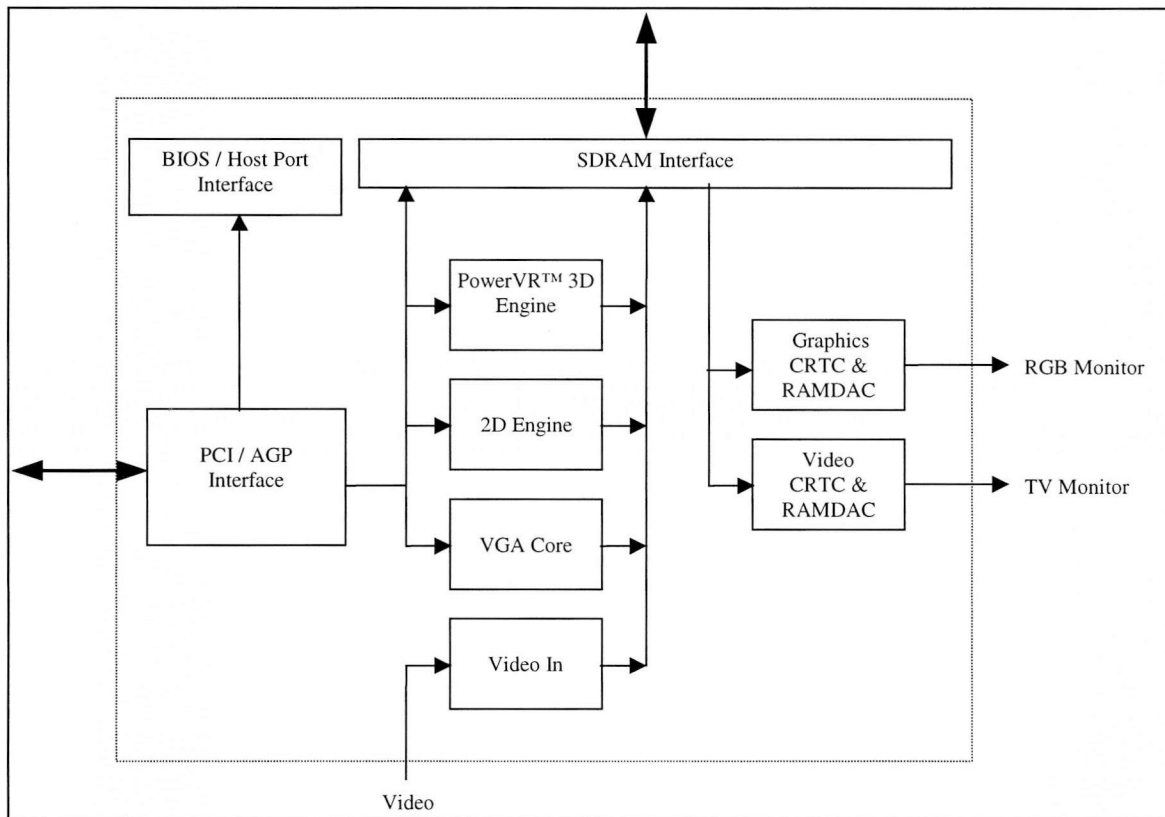 BIOS / Host Port
Interface
SDRAM Interface
PowerVR™ 3D
Engine
Graphics
CRTC &
RAMDAC
RGB Monitor
2D Engine
PCI / AGP
Interface
Video
CRTC &
RAMDAC
TV Monitor
VGA Core
Video In
Video